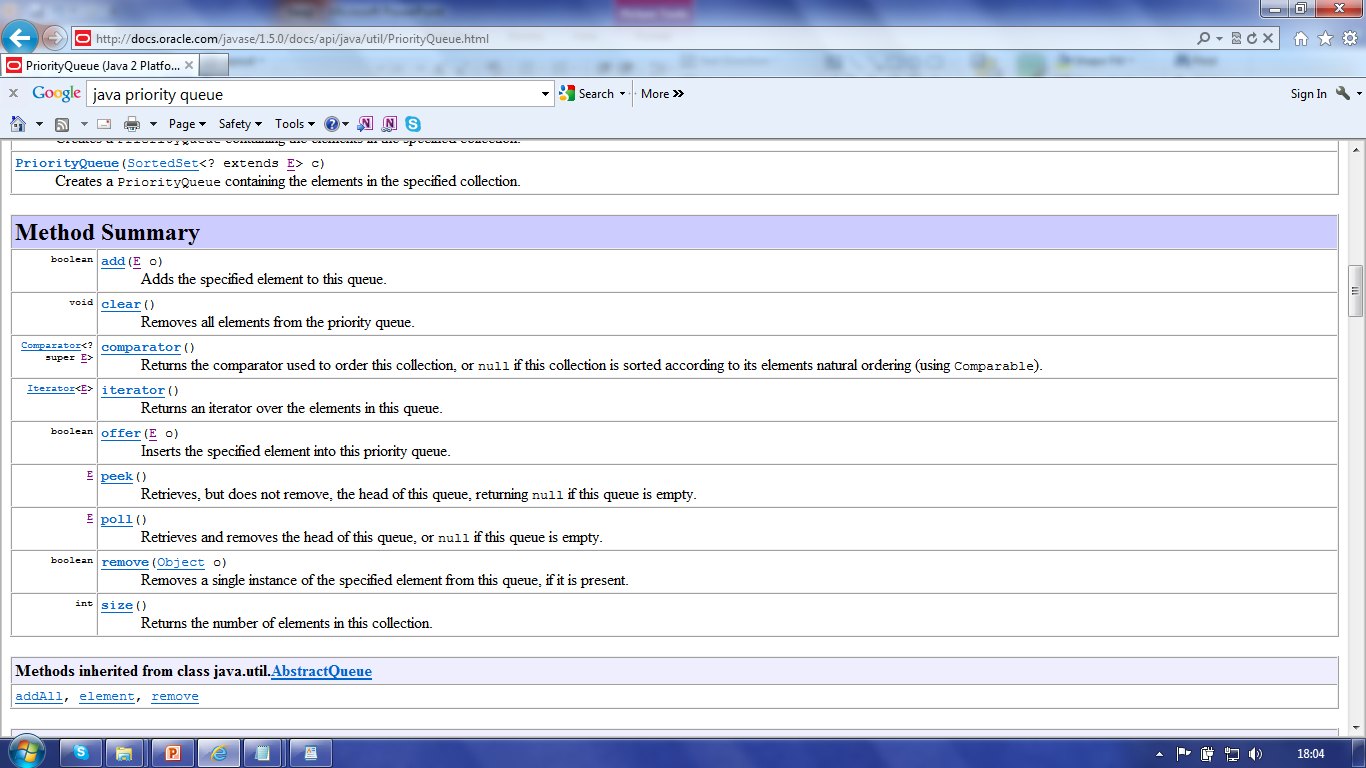 http://docs.oracle.com/javase/1.5.0/docs/api/java/util/PriorityQueue.html
PriorityQueue (Java 2 Platfo...
Google java priority queue Search More Sign In
Page Safety Tools
PriorityQueue(SortedSet<? extends E> c)
Creates a PriorityQueue containing the elements in the specified collection.
Method Summary
boolean add(E o)
Adds the specified element to this queue.
void clear()
Removes all elements from the priority queue.
Comparator<? super E> comparator()
Returns the comparator used to order this collection, or null if this collection is sorted according to its elements natural ordering (using Comparable).
Iterator<E> iterator()
Returns an iterator over the elements in this queue.
boolean offer(E o)
Inserts the specified element into this priority queue.
E peek()
Retrieves, but does not remove, the head of this queue, returning null if this queue is empty.
E poll()
Retrieves and removes the head of this queue, or null if this queue is empty.
boolean remove(Object o)
Removes a single instance of the specified element from this queue, if it is present.
int size()
Returns the number of elements in this collection.
Methods inherited from class java.util.AbstractQueue
addAll, element, remove
18:04